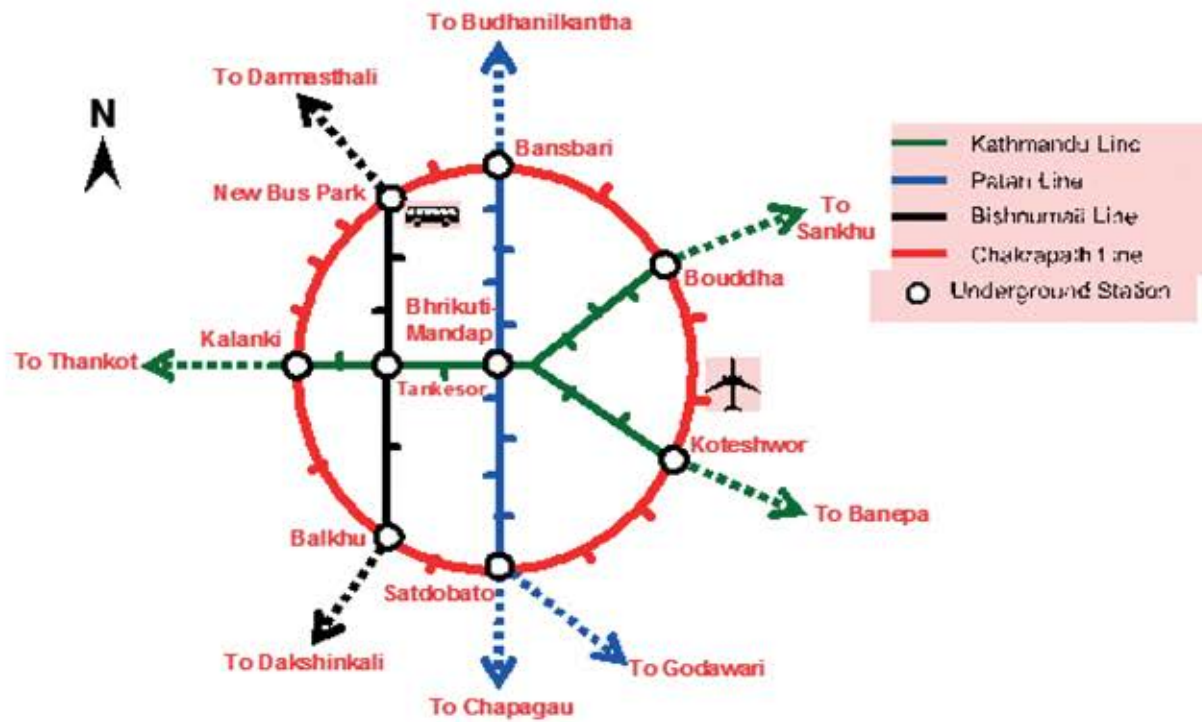 To Budhanilkantha
To Darmasthali
N
Bansbari
New Bus Park
To
Sankhu
Bouddha
Bhrikuti-
Mandap
Kalanki
To Thankot
Tankesor
Koteshwor
To Banepa
Balkhu
Satdobato
To Dakshinkali
To Godawari
To Chapagau
Kathmandu Line
Patan Line
Bishnumati Line
Chakrapath Line
Underground Station